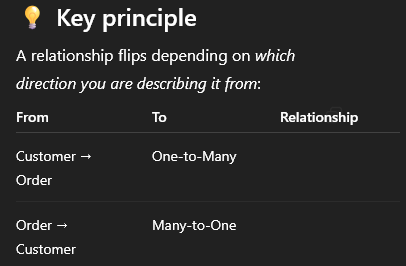 💡 Key principle
A relationship flips depending on which
direction you are describing it from:
From To Relationship
Customer → One-to-Many
Order
Order → Many-to-One
Customer